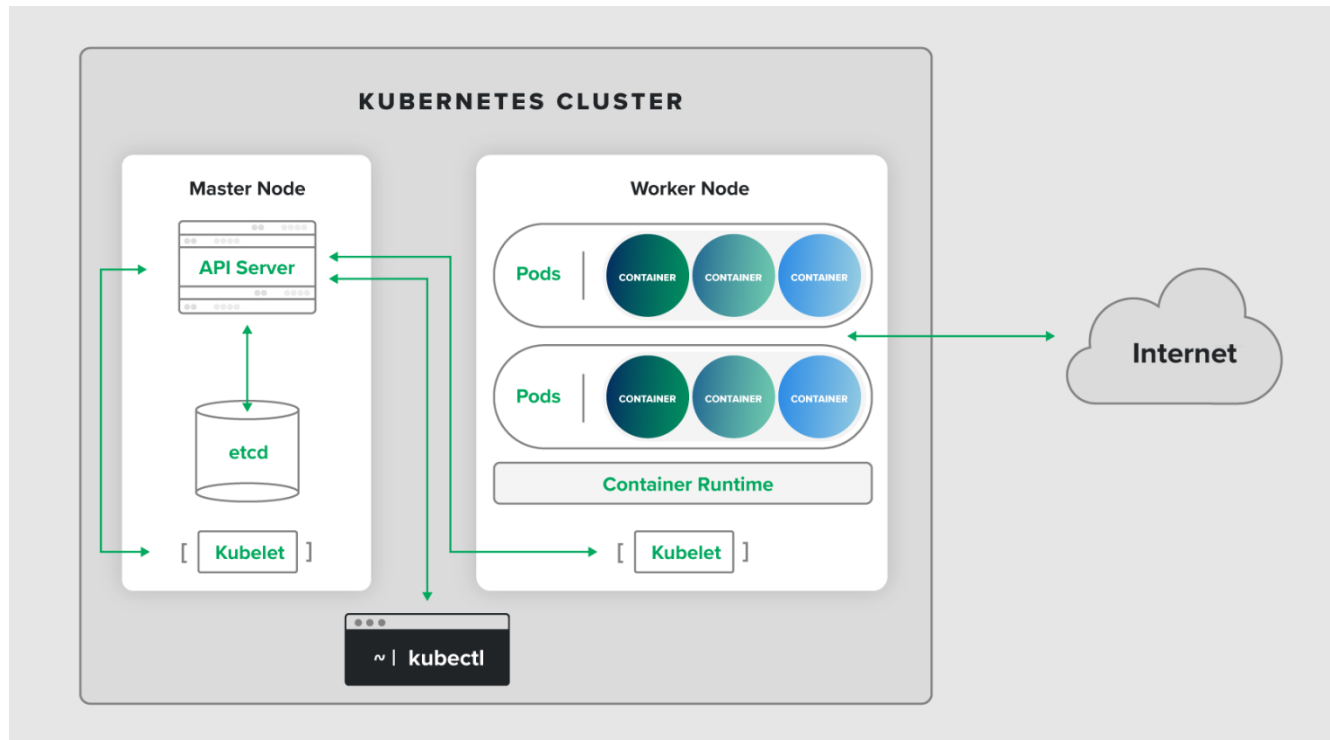 KUBERNETES CLUSTER
Master Node
API Server
etcd
[ Kubelet ]
Worker Node
Pods | CONTAINER CONTAINER CONTAINER
Pods | CONTAINER CONTAINER CONTAINER
Container Runtime
[ Kubelet ]
~| kubectl
Internet